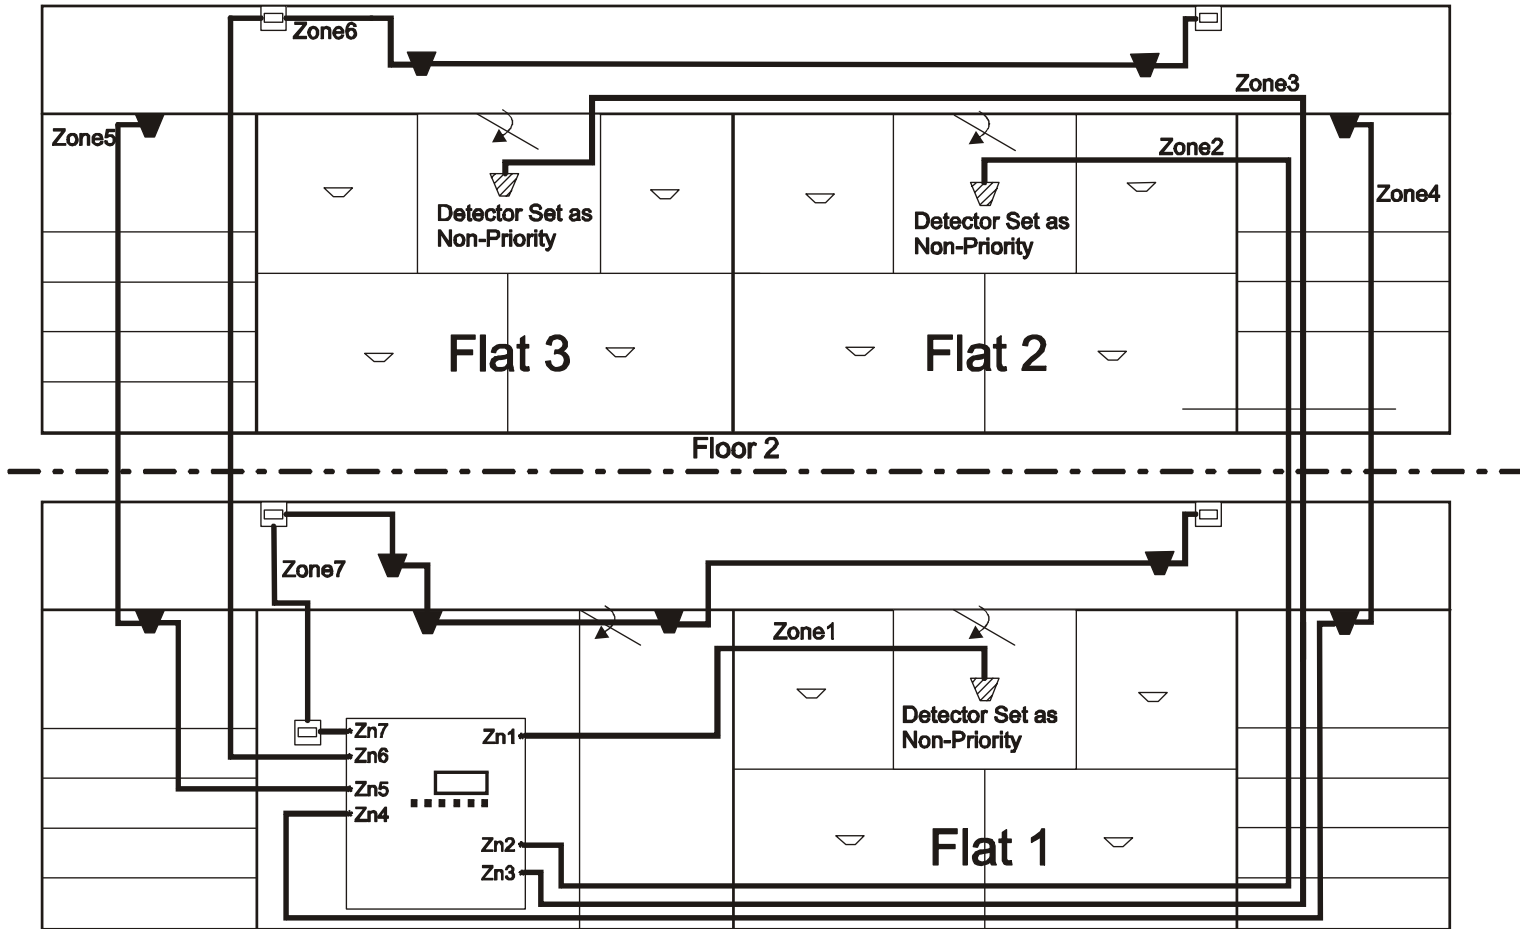 Zone6
Zone3
Zone5
Zone2
Zone4
Detector Set as
Non-Priority
Detector Set as
Non-Priority
Flat 3
Flat 2
Floor 2
Zone7
Zone1
Detector Set as
Non-Priority
Zn7
Zn1
Zn6
Zn5
Zn4
Zn2
Zn3
Flat 1